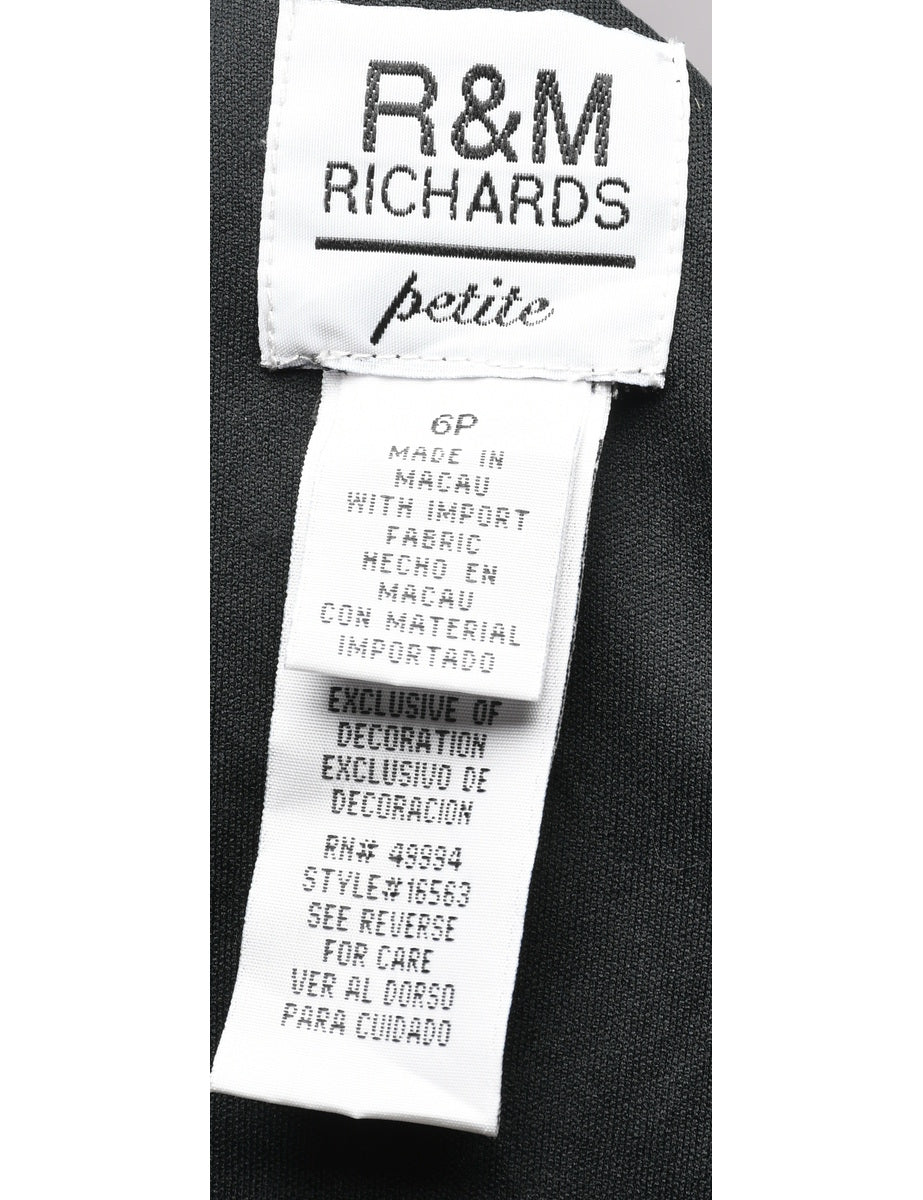 R&M
RICHARDS
petite
6P
MADE IN
MACAU
WITH IMPORT
FABRIC
HECHO EN
MACAU
CON MATERIAL
IMPORTADO
EXCLUSIVE OF
DECORATION
EXCLUSIVO DE
DECORACION
RN# 49994
STYLE#16563
SEE REVERSE
FOR CARE
VER AL DORSO
PARA CUIDADO